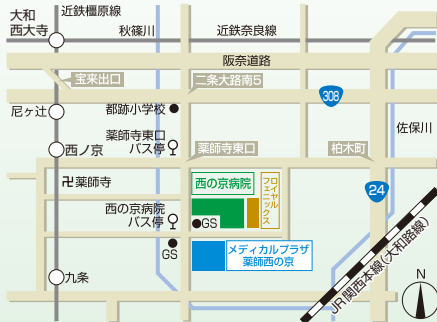 近鉄橿原線
大和
西大寺
秋篠川
近鉄奈良線
阪奈道路
宝来出口
二条大路南5
308
尼ヶ辻
都跡小学校
佐保川
薬師寺東口
バス停
薬師寺東口
柏木町
西ノ京
卍薬師寺
西の京病院
ロイヤル
フェニックス
24
西の京病院
バス停
GS
GS
メディカルプラザ
薬師西の京
JR関西本線(大和路線)
九条
N